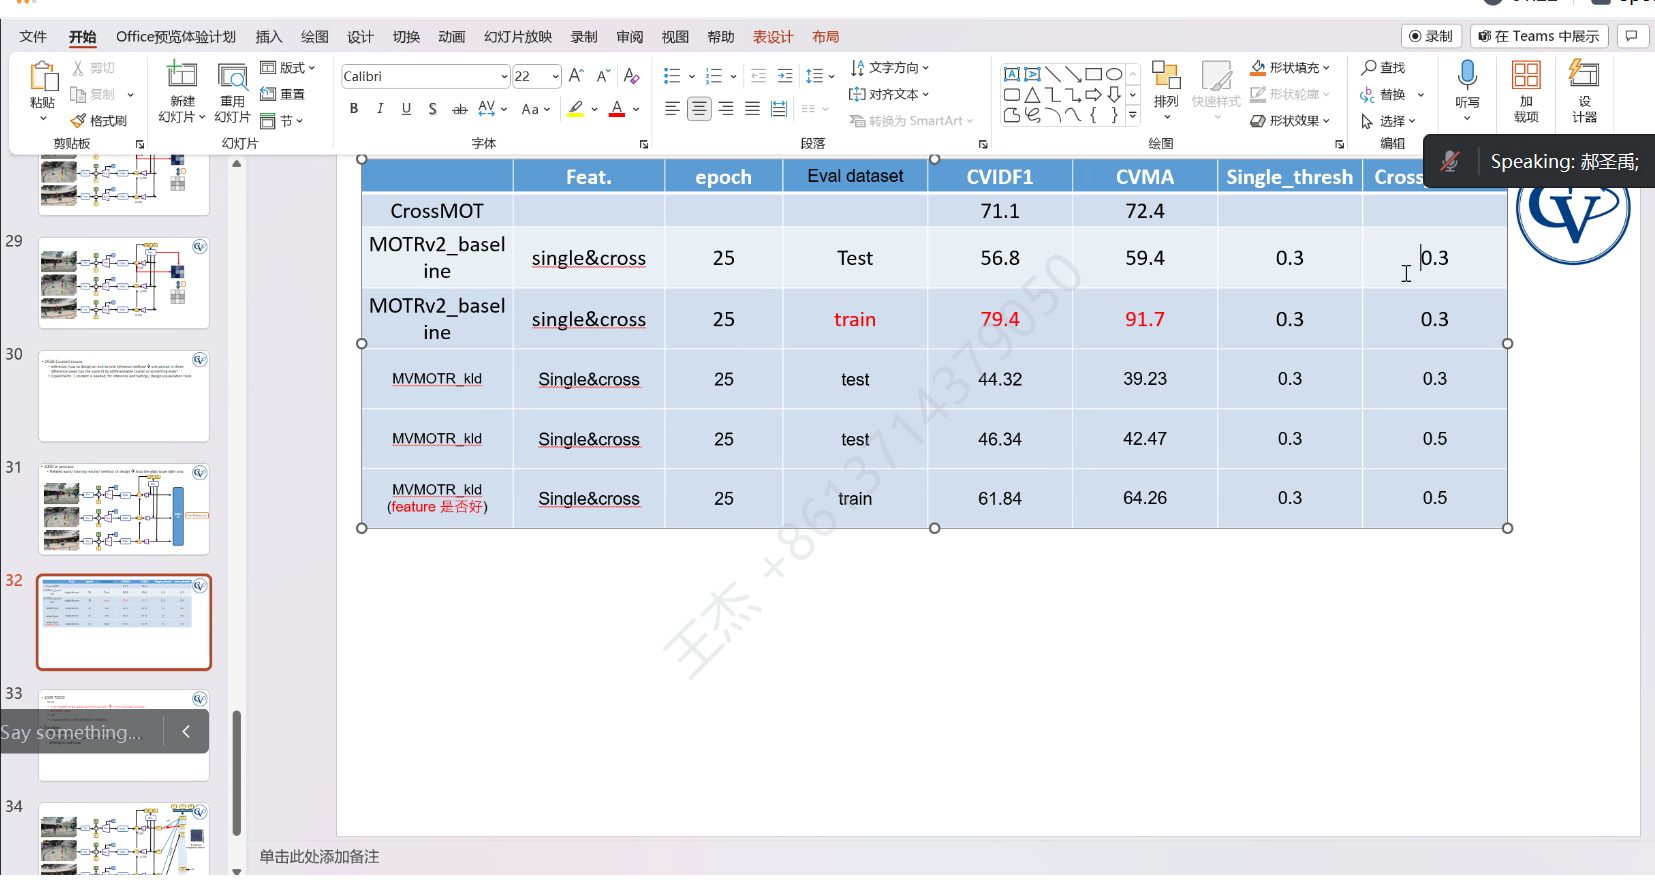 文件 开始 Office预览体验计划 插入 绘图 设计 切换 动画 幻灯片放映 录制 审阅 视图 帮助 表设计 布局 录制 在 Teams 中展示
粘贴 剪切 复制 格式刷 剪贴板
新建幻灯片 重用幻灯片 版式 重置 节 幻灯片
Calibri 22 字体
文字方向 对齐文本 转换为 SmartArt 段落
排列 快速样式 形状填充 形状轮廓 形状效果 绘图
查找 替换 选择 编辑
听写 加载项 设计器
Speaking: 郝圣禹;
Feat. epoch Eval dataset CVIDF1 CVMA Single_thresh Cross
CrossMOT 71.1 72.4
MOTRv2_baseline single&cross 25 Test 56.8 59.4 0.3 0.3
MOTRv2_baseline single&cross 25 train 79.4 91.7 0.3 0.3
MVMOTR_kld Single&cross 25 test 44.32 39.23 0.3 0.3
MVMOTR_kld Single&cross 25 test 46.34 42.47 0.3 0.5
MVMOTR_kld (feature 是否好) Single&cross 25 train 61.84 64.26 0.3 0.5
王杰 +8613714379050
29
30
31
32
33
Say something...
34
单击此处添加备注